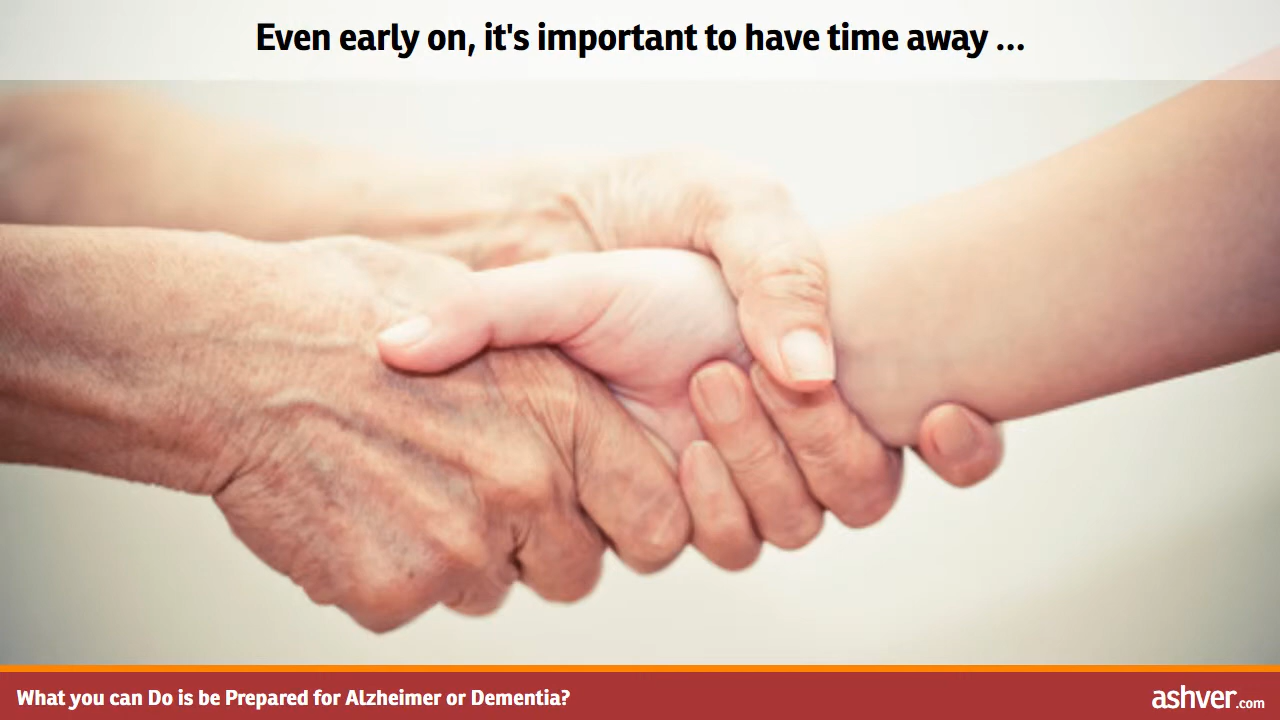 Even early on, it's important to have time away ...
What you can Do is be Prepared for Alzheimer or Dementia?
ashver.com